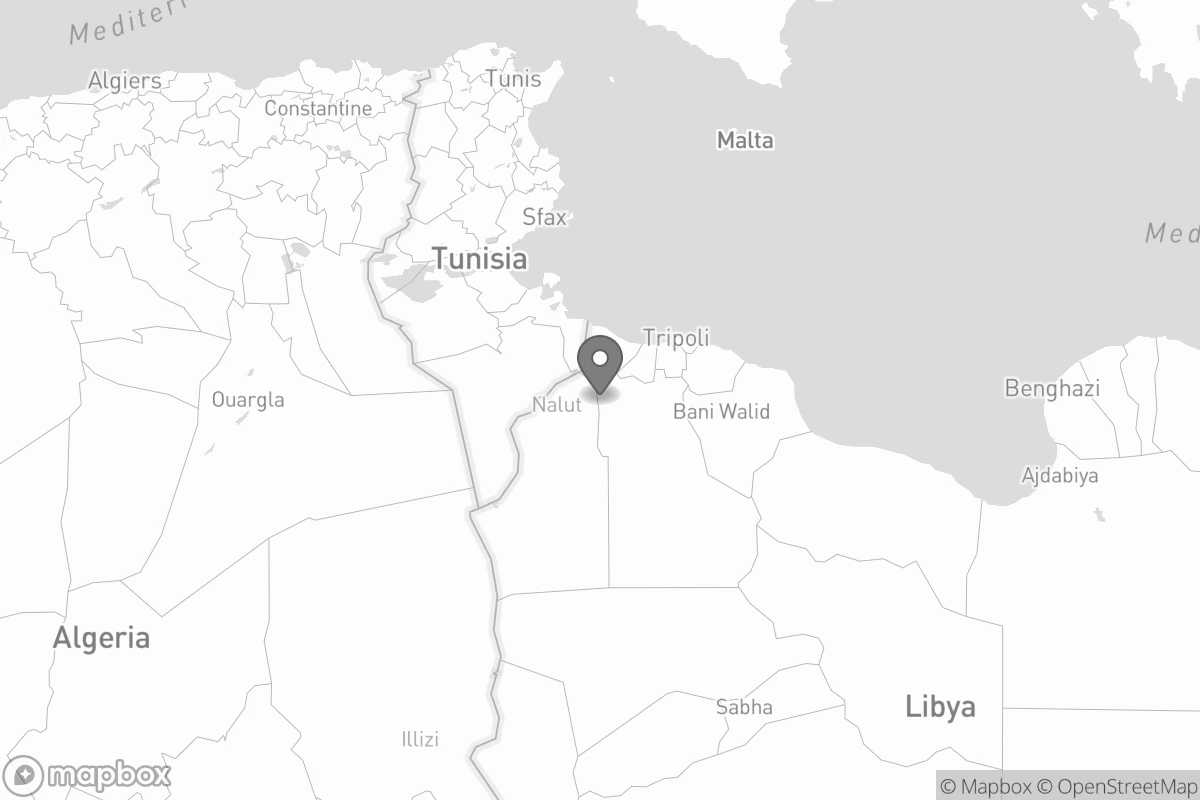 Mediterr
Algiers
Tunis
Constantine
Malta
Sfax
Med
Tunisia
Tripoli
Benghazi
Ouargla
Nalut
Bani Walid
Ajdabiya
Algeria
Libya
Sabha
Illizi
mapbox
© Mapbox © OpenStreetMap